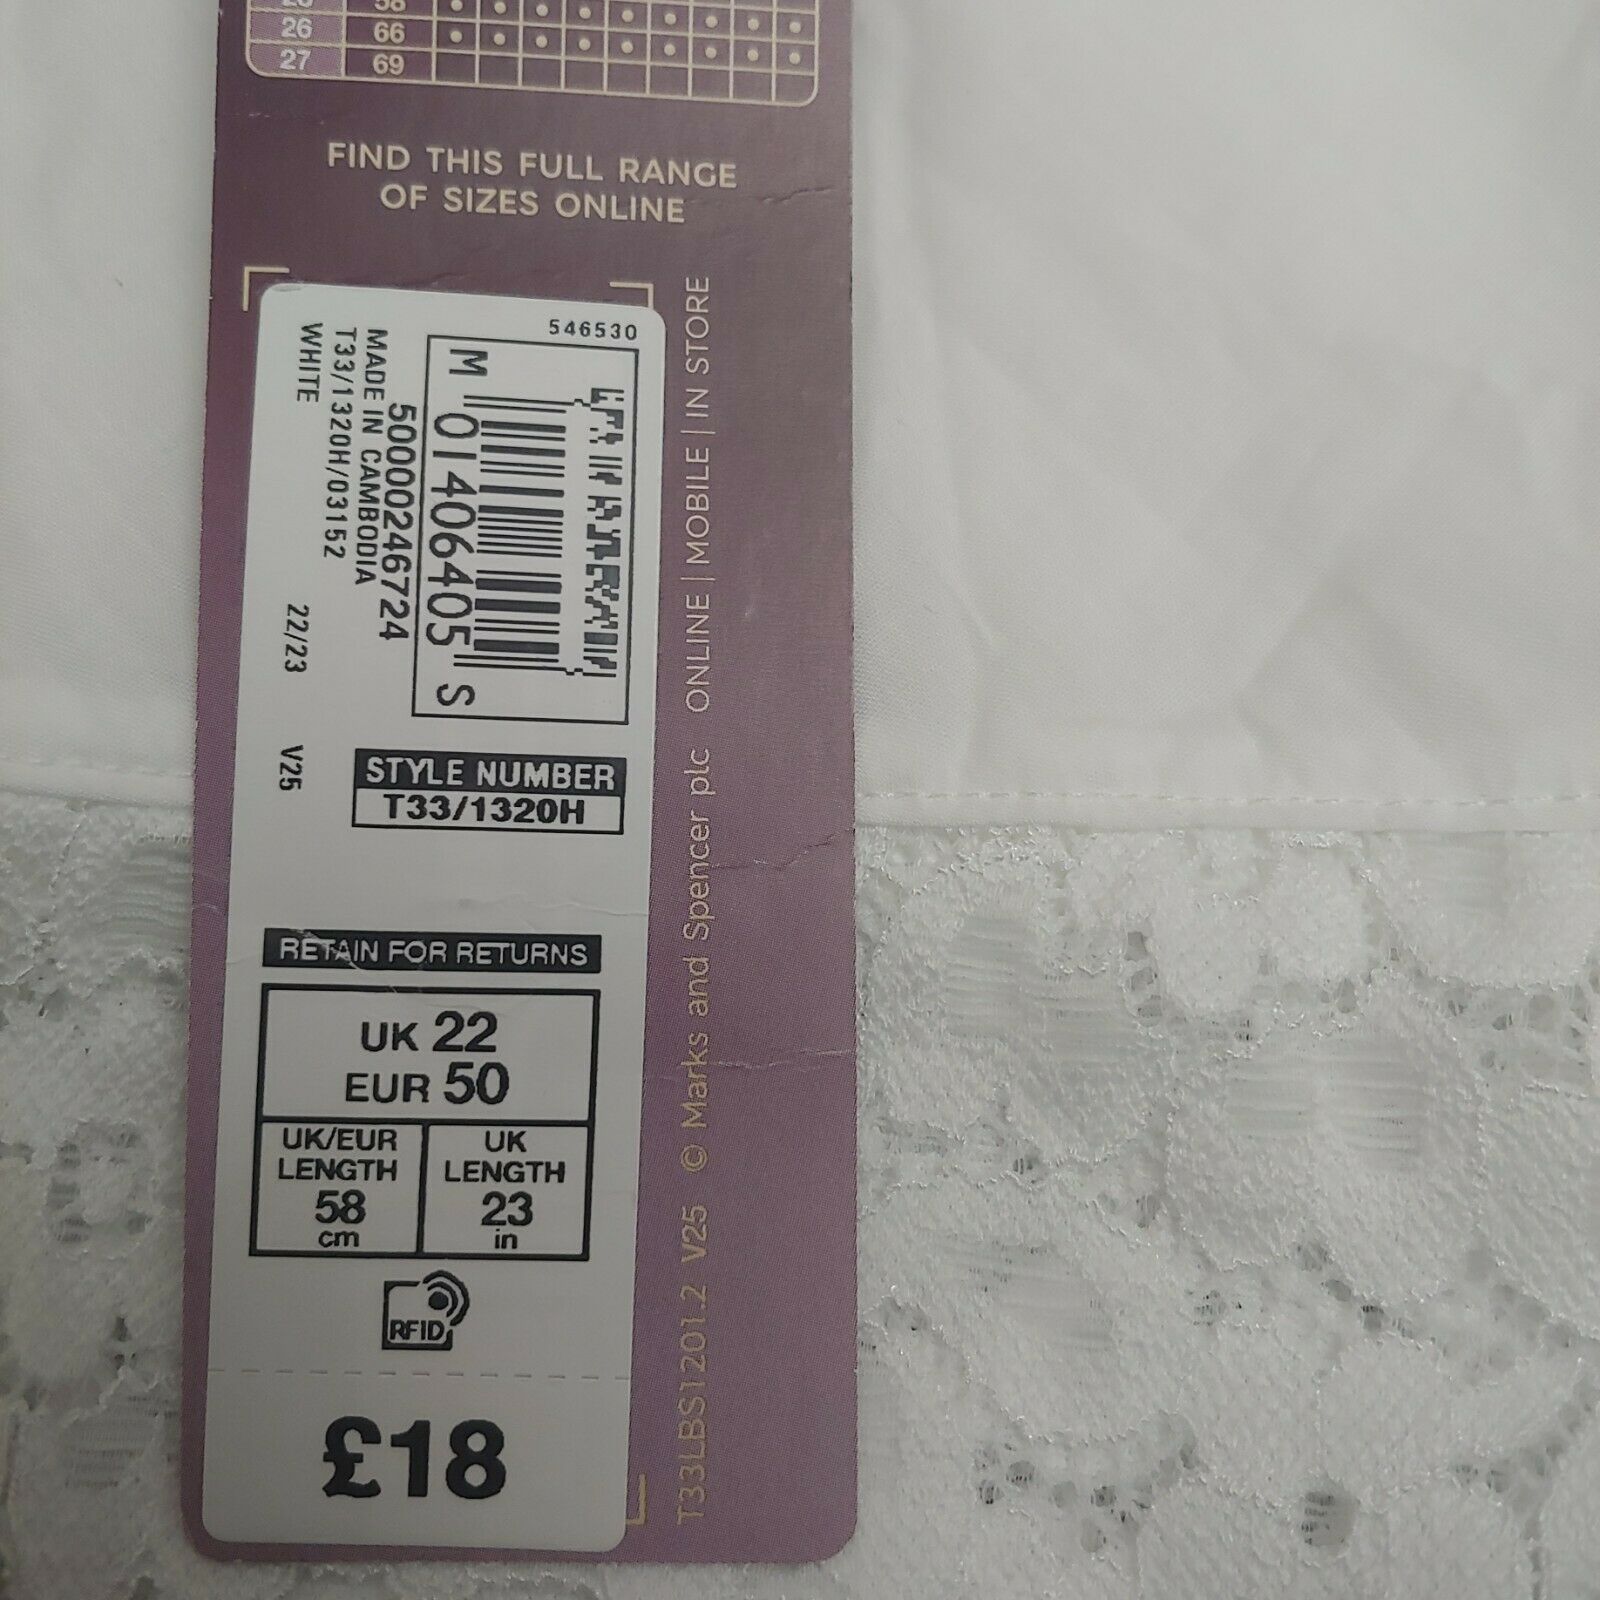 58
26 66
27 69
FIND THIS FULL RANGE
OF SIZES ONLINE
546530
M 01406405 S
50000246724
MADE IN CAMBODIA
T33/1320H/03152
WHITE 22/23 V25
STYLE NUMBER
T33/1320H
RETAIN FOR RETURNS
UK 22
EUR 50
UK/EUR
LENGTH
58
cm
UK
LENGTH
23
in
RFID
£18
T33LBS1201.2 V25 © Marks and Spencer plc ONLINE | MOBILE | IN STORE